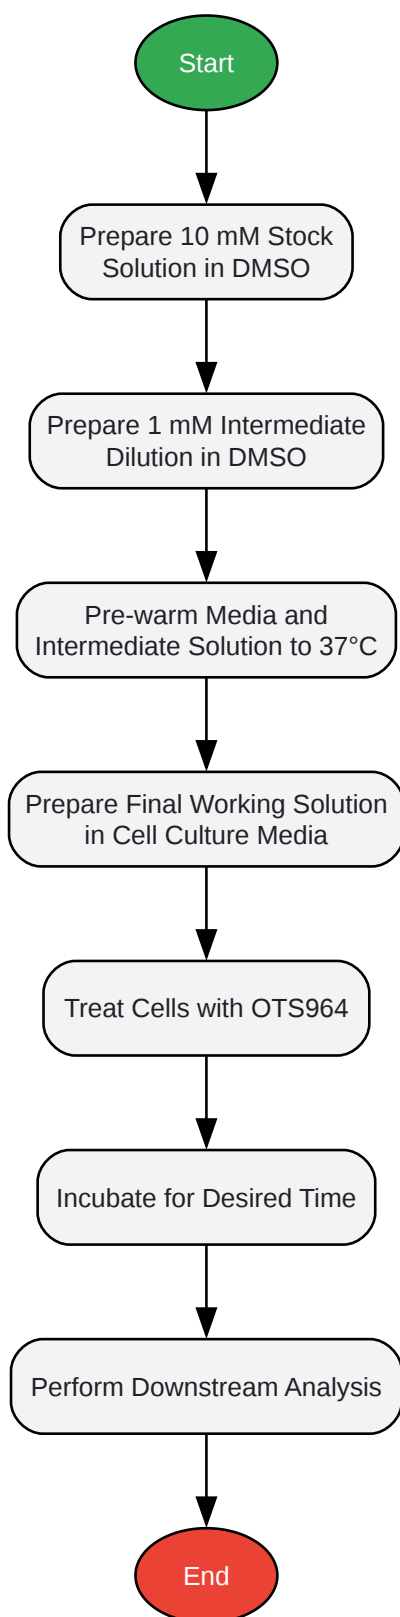 Start
Prepare 10 mM Stock
Solution in DMSO
Prepare 1 mM Intermediate
Dilution in DMSO
Pre-warm Media and
Intermediate Solution to 37°C
Prepare Final Working Solution
in Cell Culture Media
Treat Cells with OTS964
Incubate for Desired Time
Perform Downstream Analysis
End